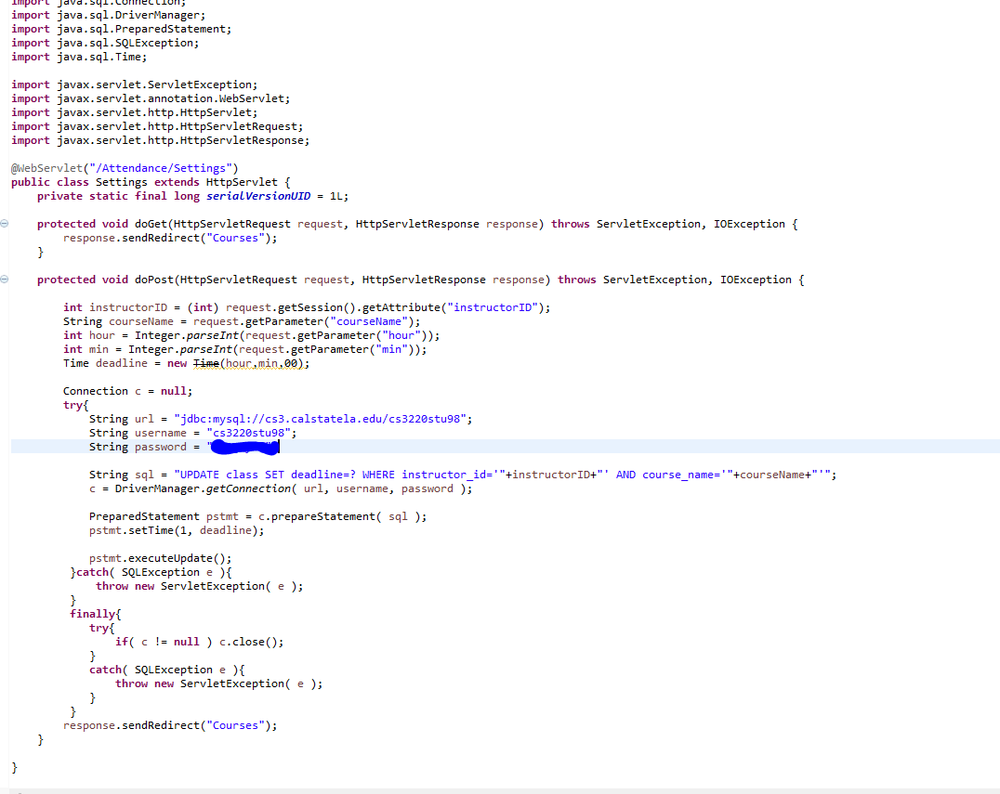 import java.sql.Connection;
import java.sql.DriverManager;
import java.sql.PreparedStatement;
import java.sql.SQLException;
import java.sql.Time;
import javax.servlet.ServletException;
import javax.servlet.annotation.WebServlet;
import javax.servlet.http.HttpServlet;
import javax.servlet.http.HttpServletRequest;
import javax.servlet.http.HttpServletResponse;
@WebServlet("/Attendance/Settings")
public class Settings extends HttpServlet {
private static final long serialVersionUID = 1L;
protected void doGet(HttpServletRequest request, HttpServletResponse response) throws ServletException, IOException {
response.sendRedirect("Courses");
}
protected void doPost(HttpServletRequest request, HttpServletResponse response) throws ServletException, IOException {
int instructorID = (int) request.getSession().getAttribute("instructorID");
String courseName = request.getParameter("courseName");
int hour = Integer.parseInt(request.getParameter("hour"));
int min = Integer.parseInt(request.getParameter("min"));
Time deadline = new Time(hour,min,00);
Connection c = null;
try{
String url = "jdbc:mysql://cs3.calstatela.edu/cs3220stu98";
String username = "cs3220stu98";
String password = "
String sql = "UPDATE class SET deadline=? WHERE instructor_id='"+instructorID+"' AND course_name='"+courseName+"'";
c = DriverManager.getConnection( url, username, password );
PreparedStatement pstmt = c.prepareStatement( sql );
pstmt.setTime(1, deadline);
pstmt.executeUpdate();
}catch( SQLException e ){
throw new ServletException( e );
}
finally{
try{
if( c != null ) c.close();
}
catch( SQLException e ){
throw new ServletException( e );
}
}
response.sendRedirect("Courses");
}
}